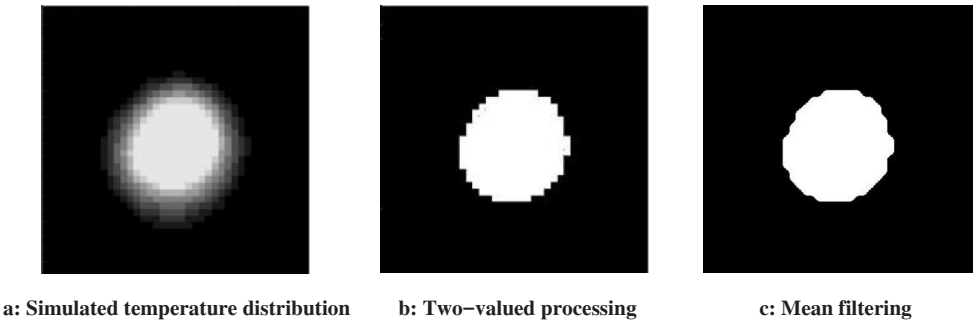 a: Simulated temperature distribution
b: Two−valued processing
c: Mean filtering